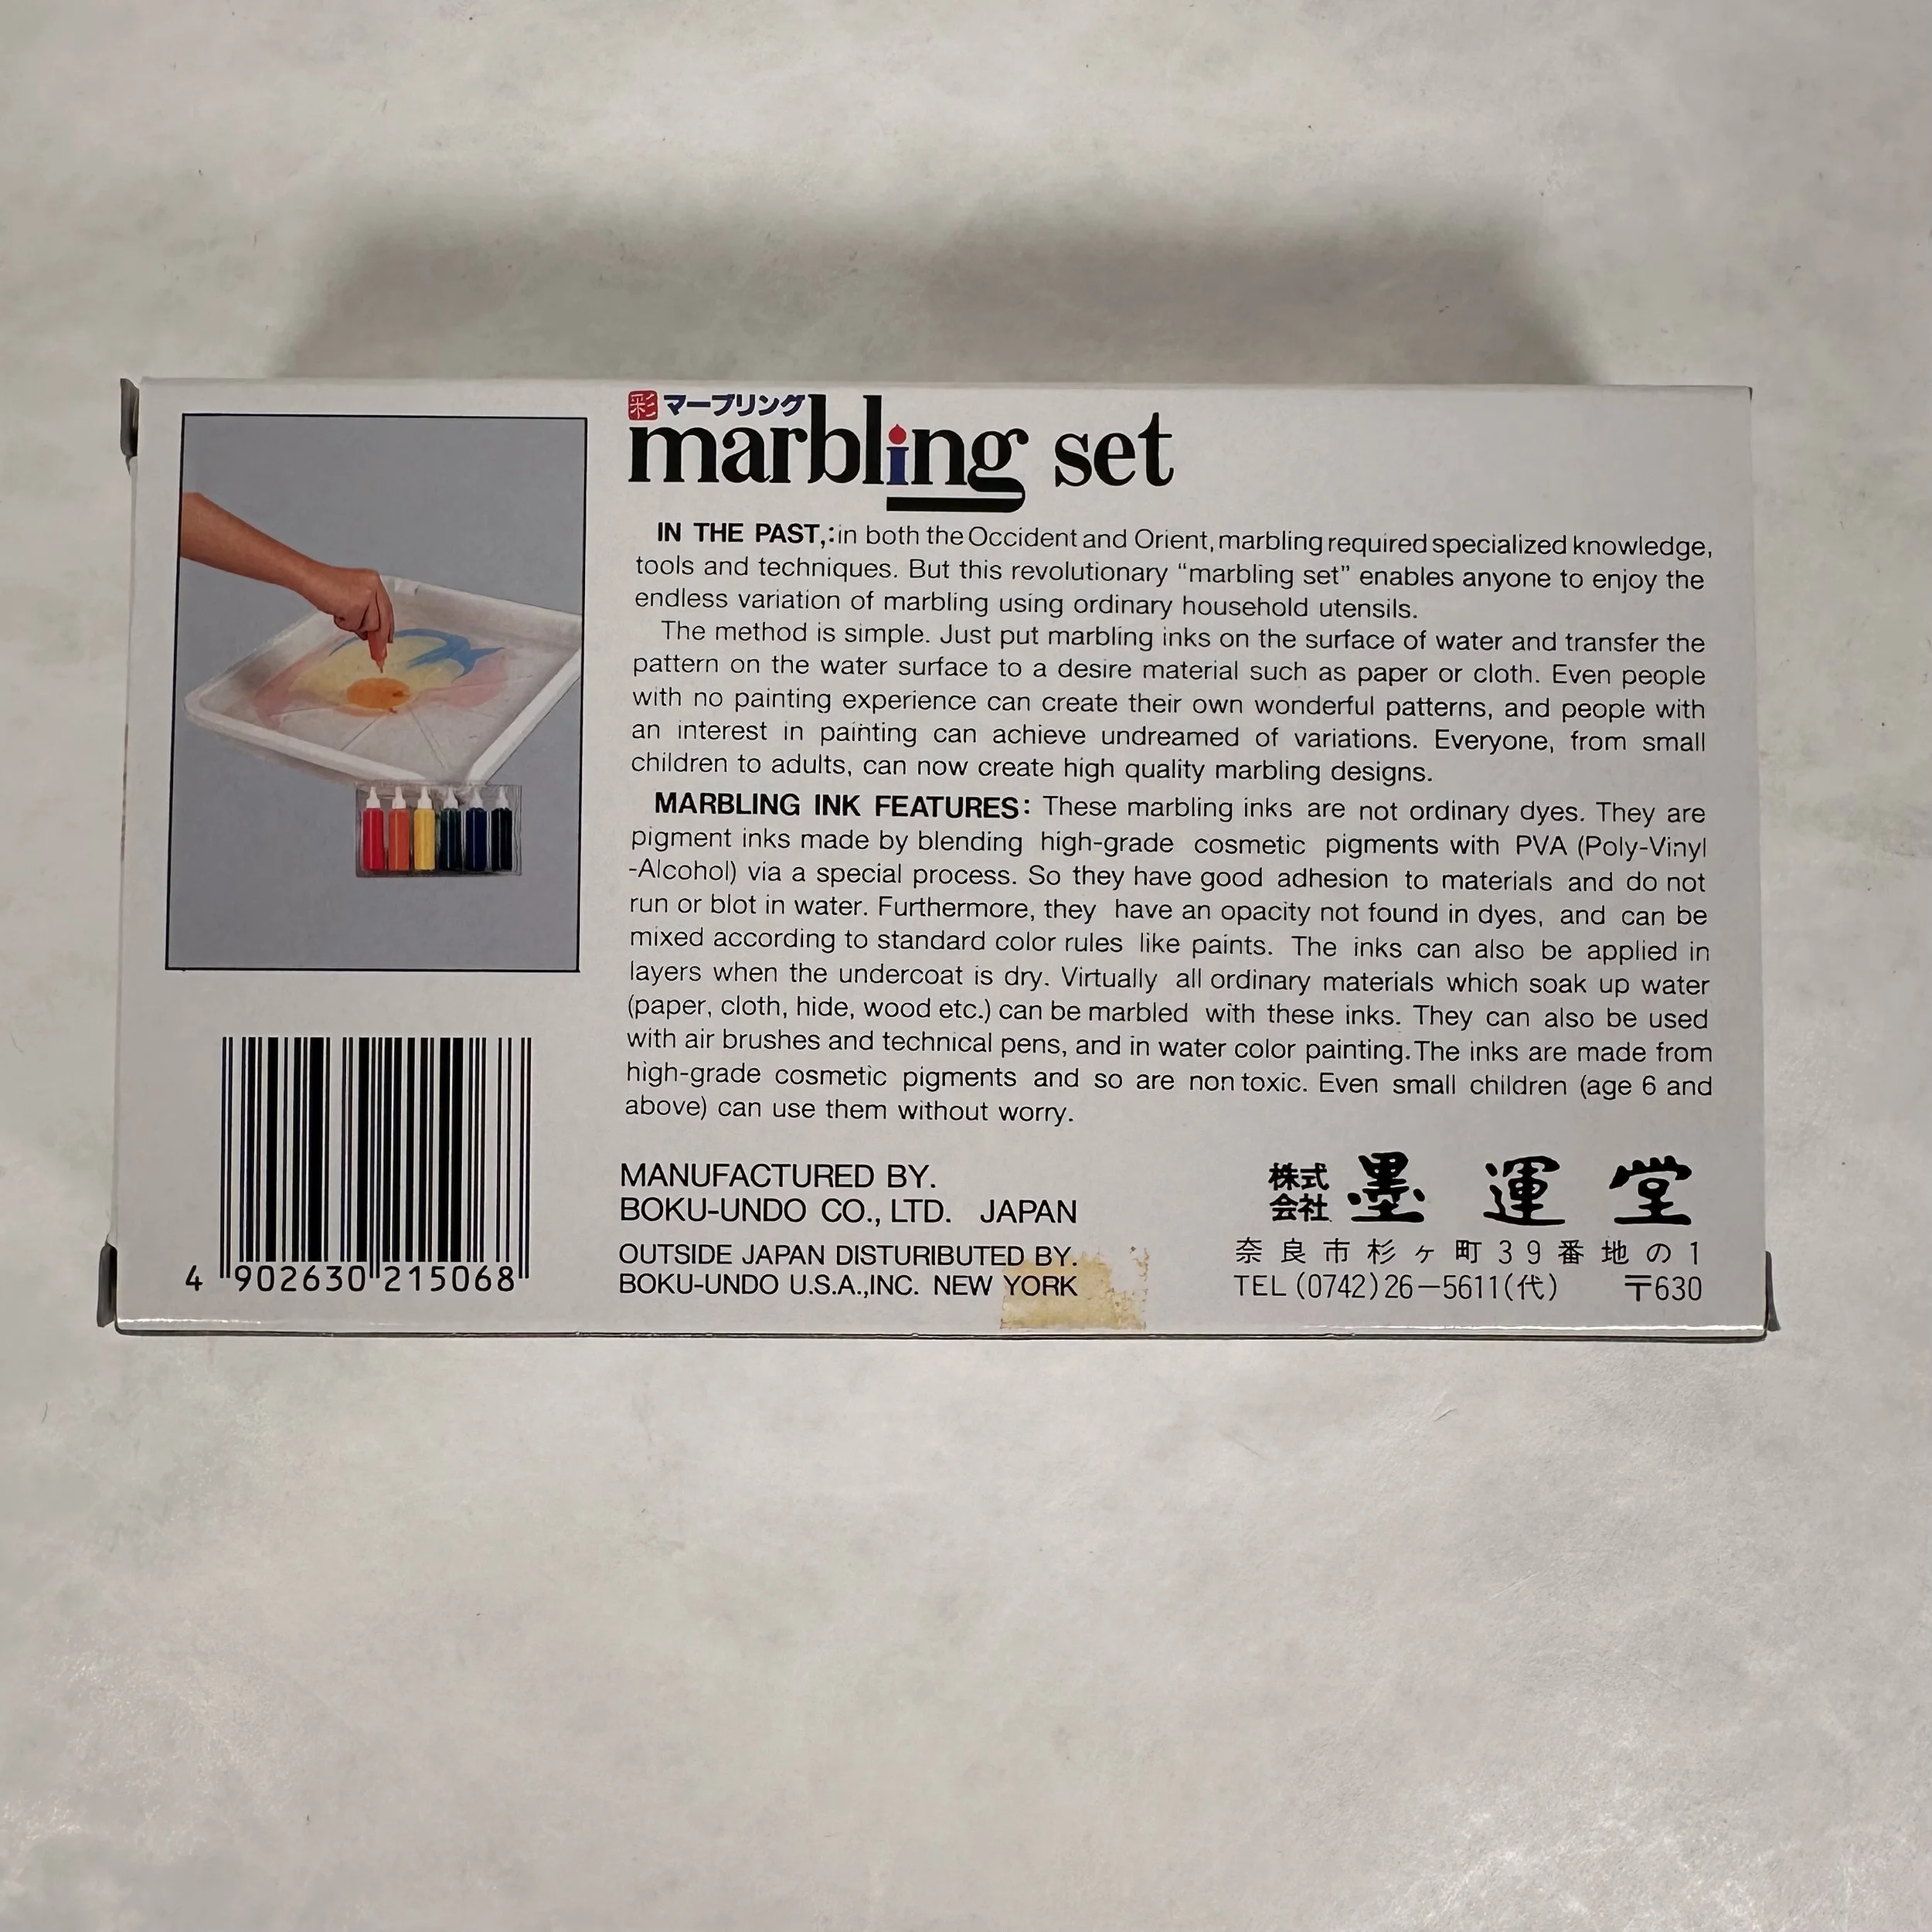 彩 マーブリング
marbling set
IN THE PAST,:in both the Occident and Orient, marbling required specialized knowledge,
tools and techniques. But this revolutionary “marbling set” enables anyone to enjoy the
endless variation of marbling using ordinary household utensils.
The method is simple. Just put marbling inks on the surface of water and transfer the
pattern on the water surface to a desire material such as paper or cloth. Even people
with no painting experience can create their own wonderful patterns, and people with
an interest in painting can achieve undreamed of variations. Everyone, from small
children to adults, can now create high quality marbling designs.
MARBLING INK FEATURES: These marbling inks are not ordinary dyes. They are
pigment inks made by blending high-grade cosmetic pigments with PVA (Poly-Vinyl
-Alcohol) via a special process. So they have good adhesion to materials and do not
run or blot in water. Furthermore, they have an opacity not found in dyes, and can be
mixed according to standard color rules like paints. The inks can also be applied in
layers when the undercoat is dry. Virtually all ordinary materials which soak up water
(paper, cloth, hide, wood etc.) can be marbled with these inks. They can also be used
with air brushes and technical pens, and in water color painting. The inks are made from
high-grade cosmetic pigments and so are non toxic. Even small children (age 6 and
above) can use them without worry.
MANUFACTURED BY.
BOKU-UNDO CO., LTD. JAPAN
OUTSIDE JAPAN DISTURIBUTED BY.
BOKU-UNDO U.S.A.,INC. NEW YORK
株式会社 墨運堂
奈良市杉ヶ町39番地の1
TEL (0742)26－5611(代) 〒630
4 902630 215068